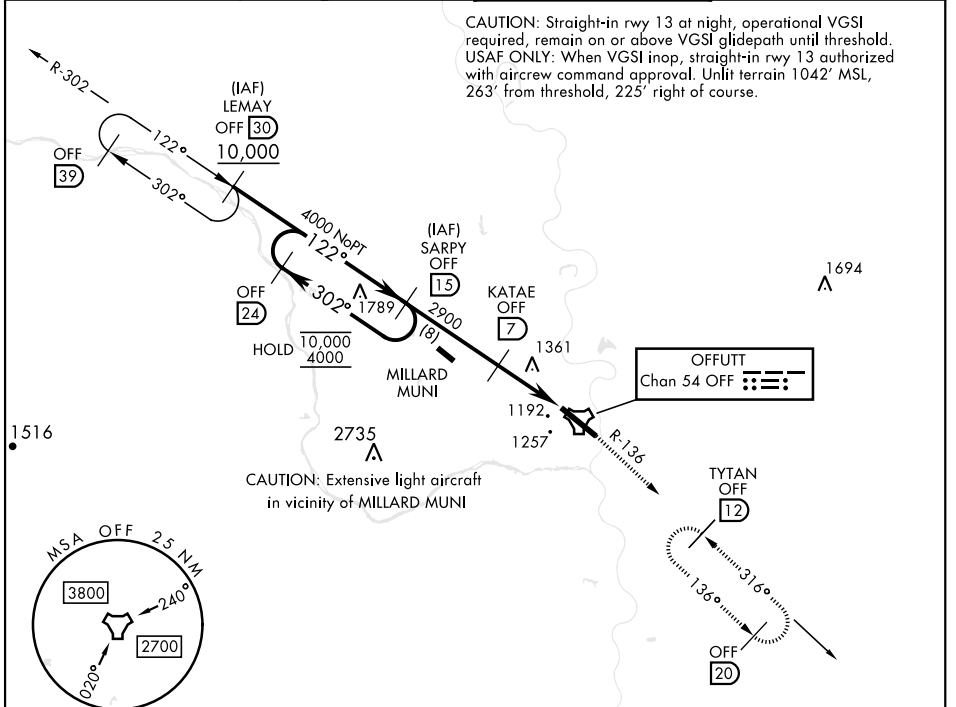 CAUTION: Straight-in rwy 13 at night, operational VGSI
required, remain on or above VGSI glidepath until threshold.
USAF ONLY: When VGSI inop, straight-in rwy 13 authorized
with aircrew command approval. Unlit terrain 1042' MSL,
263' from threshold, 225' right of course.
R-302
(IAF)
LEMAY
OFF 30
10,000
122°
302°
OFF
39
4000 NoPT
122°
302°
(IAF)
SARPY
OFF
15
OFF
24
1789
2900
(8)
HOLD
10,000
4000
KATAE
OFF
7
1694
MILLARD
MUNI
1361
OFFUTT
Chan 54 OFF
1192
1257
R-136
1516
2735
CAUTION: Extensive light aircraft
in vicinity of MILLARD MUNI
TYTAN
OFF
12
316°
136°
OFF
20
MSA OFF 25 NM
3800
240°
2700
020°